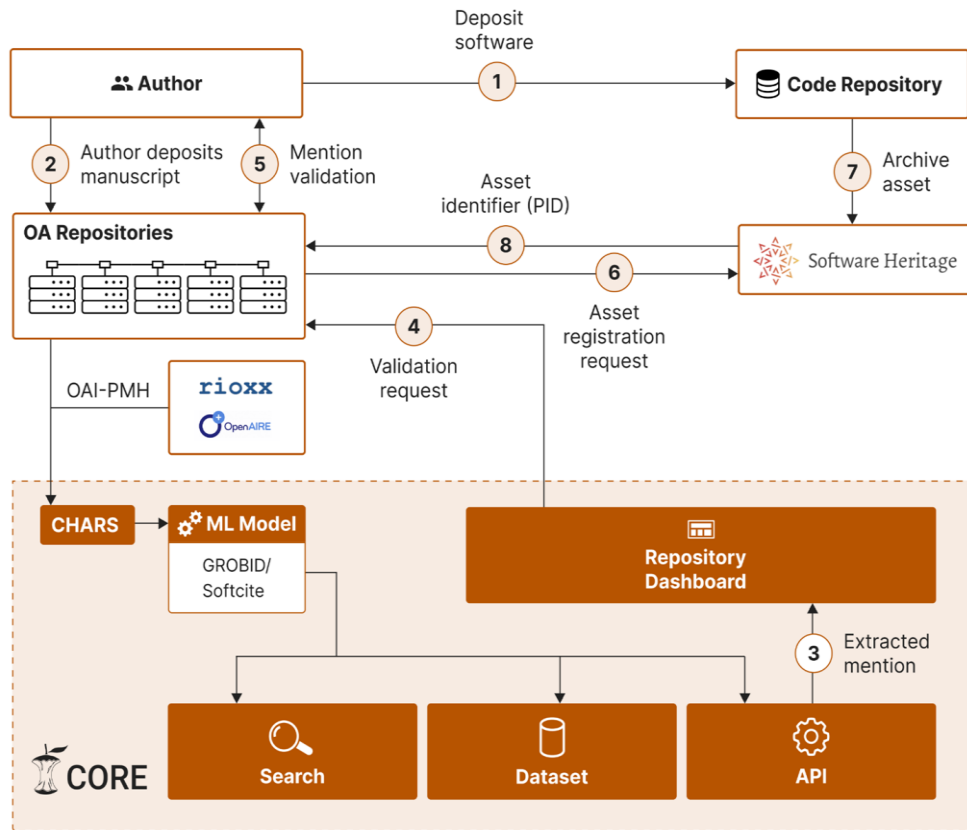 Deposit
software
Author
1
Code Repository
2
Author deposits
manuscript
5
Mention
validation
7
Archive
asset
Asset
identifier (PID)
OA Repositories
8
Software Heritage
6
Asset
registration
request
4
Validation
request
OAI-PMH
rioxx
OpenAIRE
CHARS
ML Model
GROBID/
Softcite
Repository
Dashboard
3
Extracted
mention
Search
Dataset
API
CORE